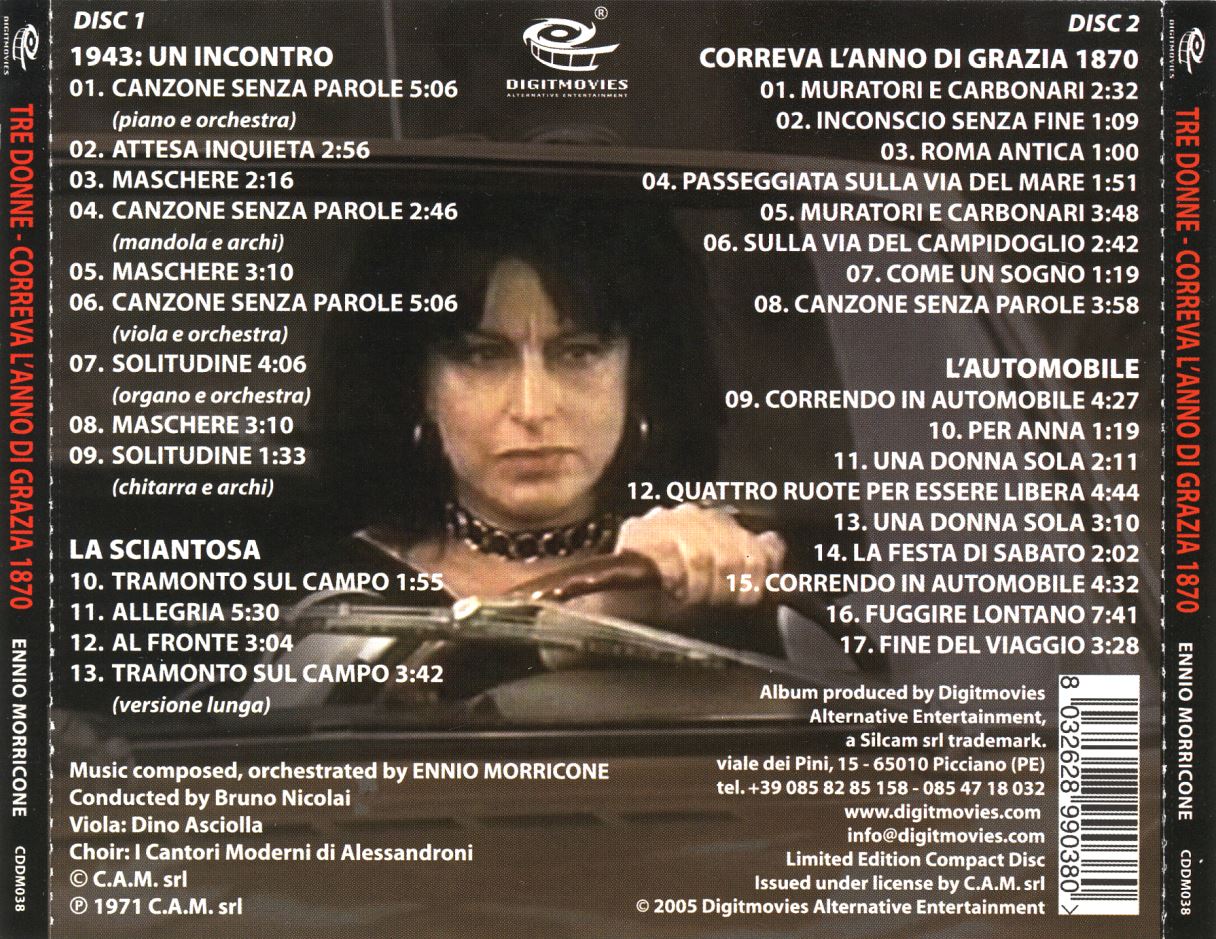 DIGITMOVIES
TRE DONNE - CORREVA L'ANNO DI GRAZIA 1870
ENNIO MORRICONE
CDDM038
DISC 1
1943: UN INCONTRO
01. CANZONE SENZA PAROLE 5:06
(piano e orchestra)
02. ATTESA INQUIETA 2:56
03. MASCHERE 2:16
04. CANZONE SENZA PAROLE 2:46
(mandola e archi)
05. MASCHERE 3:10
06. CANZONE SENZA PAROLE 5:06
(viola e orchestra)
07. SOLITUDINE 4:06
(organo e orchestra)
08. MASCHERE 3:10
09. SOLITUDINE 1:33
(chitarra e archi)
LA SCIANTOSA
10. TRAMONTO SUL CAMPO 1:55
11. ALLEGRIA 5:30
12. AL FRONTE 3:04
13. TRAMONTO SUL CAMPO 3:42
(versione lunga)
Music composed, orchestrated by ENNIO MORRICONE
Conducted by Bruno Nicolai
Viola: Dino Asciolla
Choir: I Cantori Moderni di Alessandroni
© C.A.M. srl
℗ 1971 C.A.M. srl
®
DIGITMOVIES
ALTERNATIVE ENTERTAINMENT
DISC 2
CORREVA L'ANNO DI GRAZIA 1870
01. MURATORI E CARBONARI 2:32
02. INCONSCIO SENZA FINE 1:09
03. ROMA ANTICA 1:00
04. PASSEGGIATA SULLA VIA DEL MARE 1:51
05. MURATORI E CARBONARI 3:48
06. SULLA VIA DEL CAMPIDOGLIO 2:42
07. COME UN SOGNO 1:19
08. CANZONE SENZA PAROLE 3:58
L'AUTOMOBILE
09. CORRENDO IN AUTOMOBILE 4:27
10. PER ANNA 1:19
11. UNA DONNA SOLA 2:11
12. QUATTRO RUOTE PER ESSERE LIBERA 4:44
13. UNA DONNA SOLA 3:10
14. LA FESTA DI SABATO 2:02
15. CORRENDO IN AUTOMOBILE 4:32
16. FUGGIRE LONTANO 7:41
17. FINE DEL VIAGGIO 3:28
Album produced by Digitmovies
Alternative Entertainment,
a Silcam srl trademark.
viale dei Pini, 15 - 65010 Picciano (PE)
tel. +39 085 82 85 158 - 085 47 18 032
www.digitmovies.com
info@digitmovies.com
Limited Edition Compact Disc
Issued under license by C.A.M. srl
© 2005 Digitmovies Alternative Entertainment
8 032628 990380 >
DIGITMOVIES
TRE DONNE - CORREVA L'ANNO DI GRAZIA 1870
ENNIO MORRICONE
CDDM038